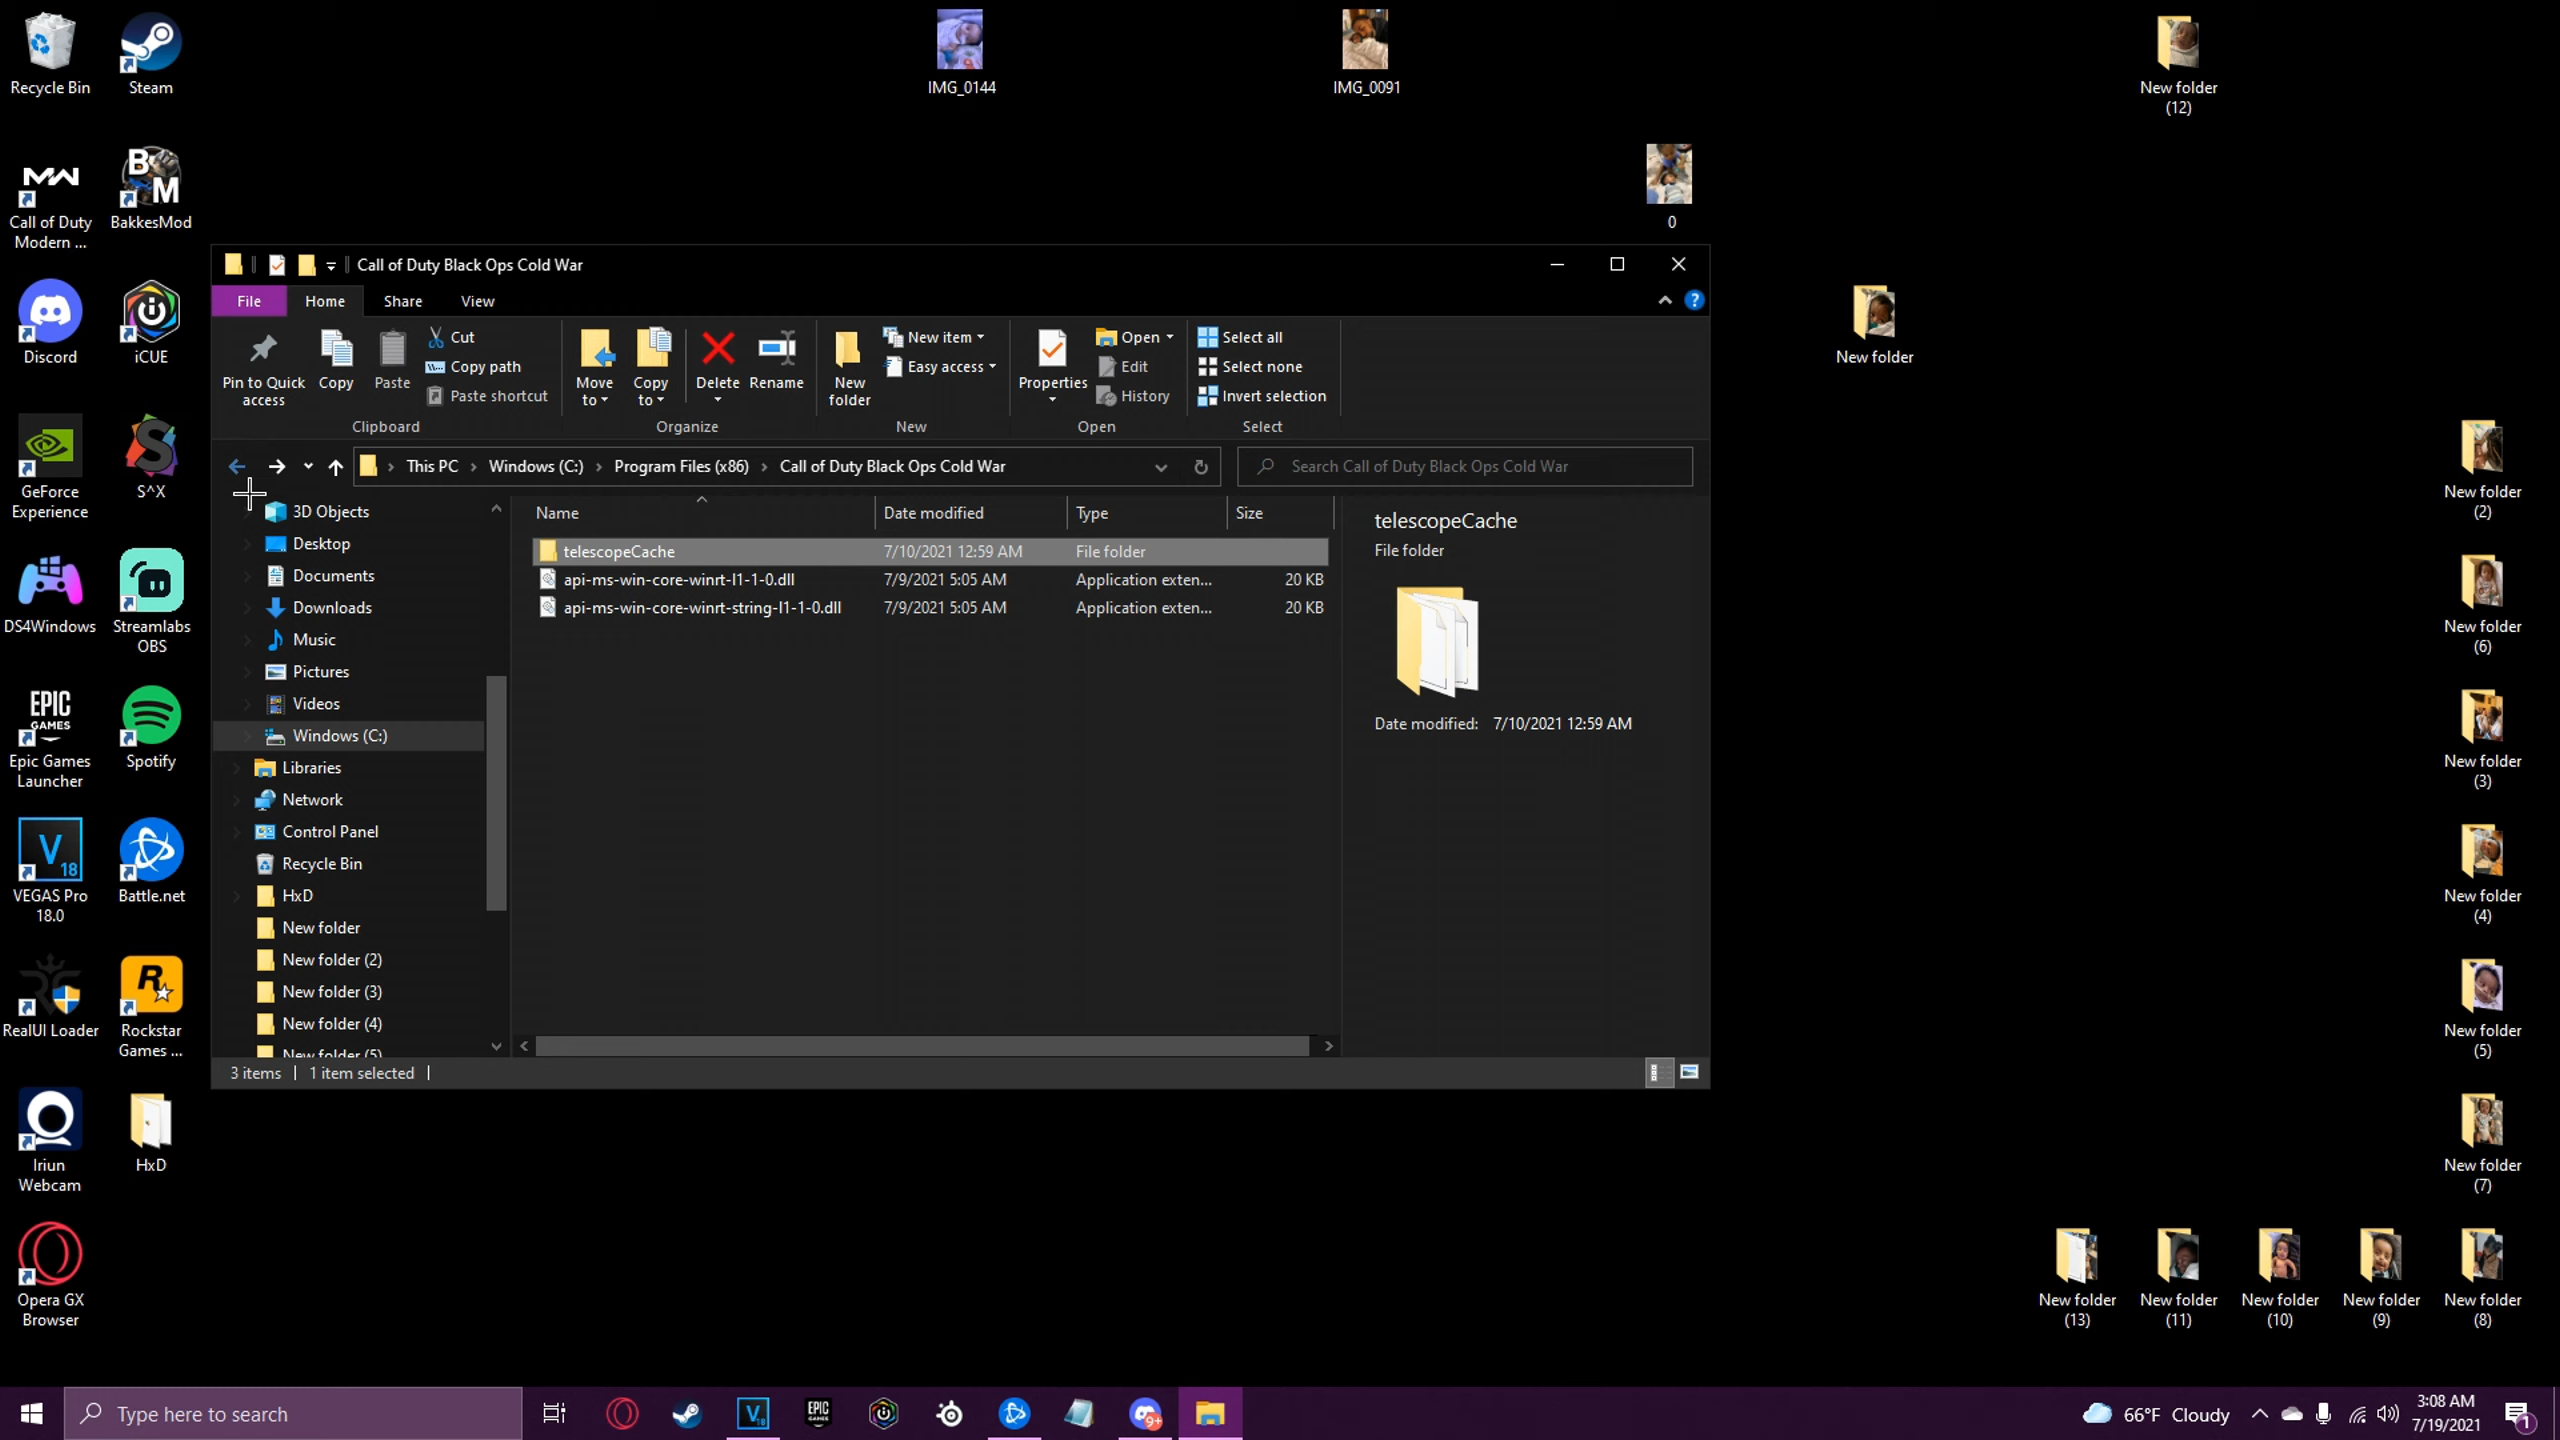 Recycle Bin
Steam
IMG_0144
IMG_0091
New folder
(12)
0
Call of Duty
Modern ...
BakkesMod
Discord
iCUE
New folder
GeForce
Experience
S^X
New folder
(2)
DS4Windows
Streamlabs
OBS
New folder
(6)
EPIC
GAMES
Epic Games
Launcher
Spotify
New folder
(3)
VEGAS Pro
18.0
Battle.net
New folder
(4)
RealUI Loader
Rockstar
Games ...
New folder
(5)
Iriun
Webcam
HxD
New folder
(7)
Opera GX
Browser
New folder
(13)
New folder
(11)
New folder
(10)
New folder
(9)
New folder
(8)
Call of Duty Black Ops Cold War
File Home Share View
Pin to Quick
access
Copy
Paste
Cut
Copy path
Paste shortcut
Clipboard
Move
to
Copy
to
Delete
Rename
Organize
New
folder
New item
Easy access
New
Properties
Open
Edit
History
Open
Select all
Select none
Invert selection
Select
This PC > Windows (C:) > Program Files (x86) > Call of Duty Black Ops Cold War
Search Call of Duty Black Ops Cold War
3D Objects
Desktop
Documents
Downloads
Music
Pictures
Videos
Windows (C:)
Libraries
Network
Control Panel
Recycle Bin
HxD
New folder
New folder (2)
New folder (3)
New folder (4)
New folder (5)
Name Date modified Type Size
telescopeCache 7/10/2021 12:59 AM File folder
api-ms-win-core-winrt-l1-1-0.dll 7/9/2021 5:05 AM Application exten... 20 KB
api-ms-win-core-winrt-string-l1-1-0.dll 7/9/2021 5:05 AM Application exten... 20 KB
telescopeCache
File folder
Date modified: 7/10/2021 12:59 AM
3 items 1 item selected
Type here to search
66°F Cloudy
3:08 AM
7/19/2021